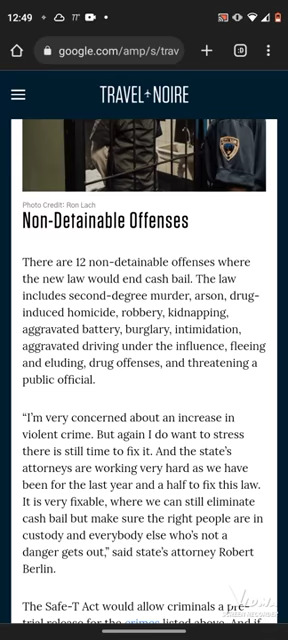 12:49 77°
google.com/amp/s/trav
:D
TRAVEL NOIRE
Photo Credit: Ron Lach
Non-Detainable Offenses
There are 12 non-detainable offenses where
the new law would end cash bail. The law
includes second-degree murder, arson, drug-
induced homicide, robbery, kidnapping,
aggravated battery, burglary, intimidation,
aggravated driving under the influence, fleeing
and eluding, drug offenses, and threatening a
public official.
“I’m very concerned about an increase in
violent crime. But again I do want to stress
there is still time to fix it. And the state’s
attorneys are working very hard as we have
been for the last year and a half to fix this law.
It is very fixable, where we can still eliminate
cash bail but make sure the right people are in
custody and everybody else who’s not a
danger gets out,” said state’s attorney Robert
Berlin.
The Safe-T Act would allow criminals a pre-
trial release for the crimes listed above. And if